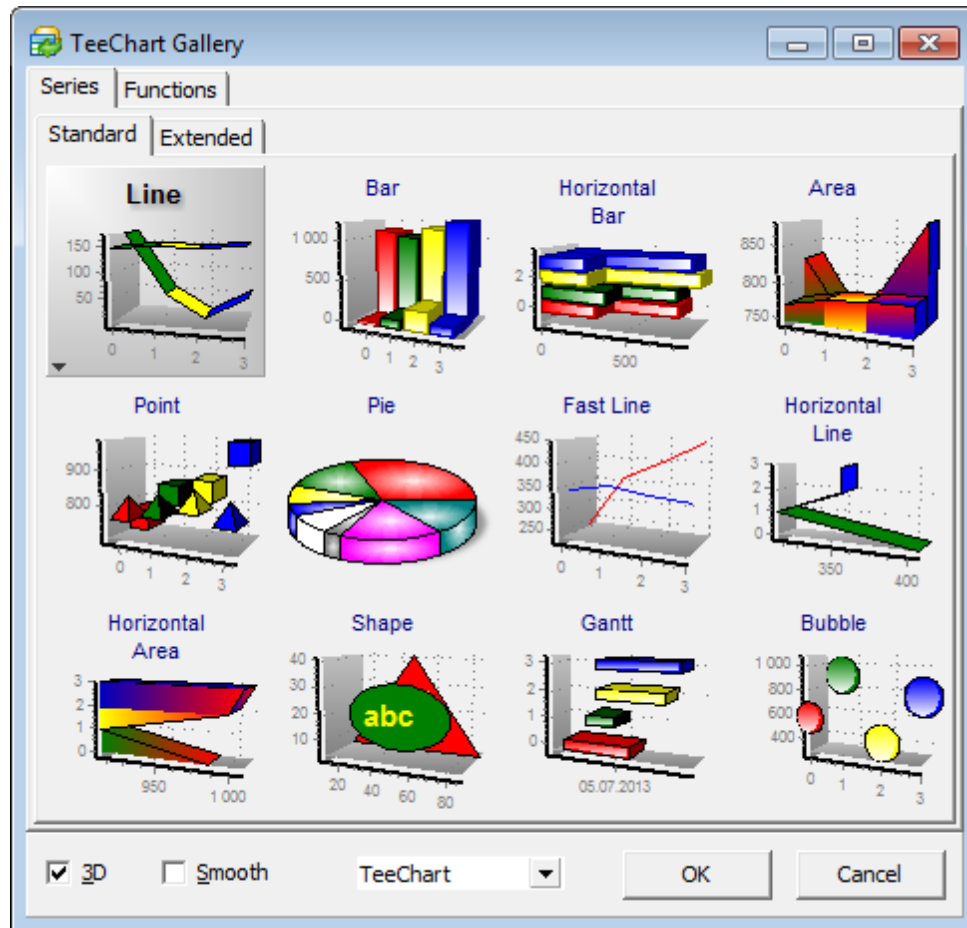 TeeChart Gallery
Series Functions
Standard Extended
Line
150
100
50
0 1 2 3
Bar
1 000
500
0
0 1 2 3
Horizontal
Bar
2
0
0 500
Area
850
800
750
0 1 2 3
Point
900
800
0 1 2 3
Pie
Fast Line
450
400
350
300
250
0 1 2 3
Horizontal
Line
3
2
1
0
350 400
Horizontal
Area
3
2
1
0
950 1 000
Shape
40
30
20
10
abc
20 40 60 80
Gantt
3
2
1
0
05.07.2013
Bubble
1 000
800
600
400
0 1 2 3
3D Smooth TeeChart OK Cancel